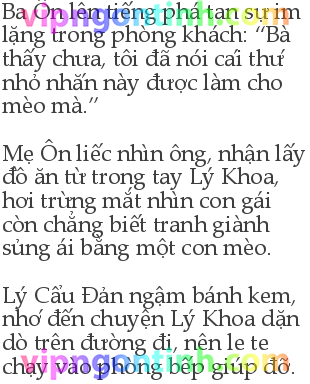 Ba Ôn lên tiếng phá tan sự im
lặng trong phòng khách: “Bà
thấy chưa, tôi đã nói cái thứ
nhỏ nhắn này được làm cho
mèo mà.”
Mẹ Ôn liếc nhìn ông, nhận lấy
đồ ăn từ trong tay Lý Khoa,
hơi trừng mắt nhìn con gái
còn chẳng biết tranh giành
sủng ái bằng một con mèo.
Lý Cẩu Đản ngậm bánh kem,
nhớ đến chuyện Lý Khoa dặn
dò trên đường đi, nên le te
chạy vào phòng bếp giúp đỡ.
vipngontinh.com
vipngontinh.com